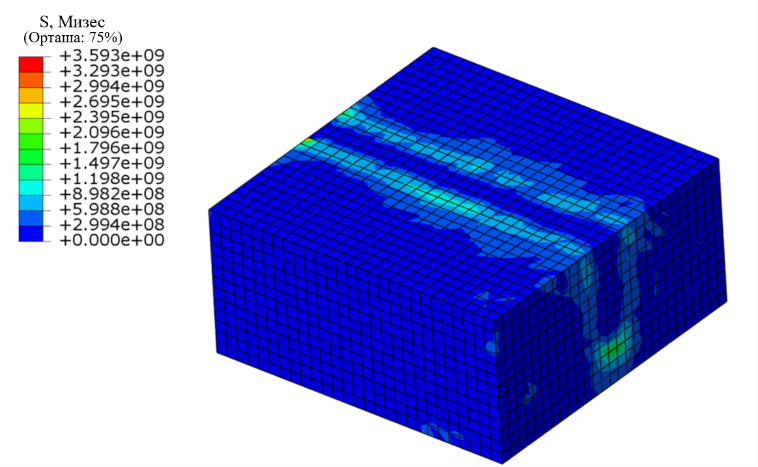 S, Мизес
(Орташа: 75%)
+3.593e+09
+3.293e+09
+2.994e+09
+2.695e+09
+2.395e+09
+2.096e+09
+1.796e+09
+1.497e+09
+1.198e+09
+8.982e+08
+5.988e+08
+2.994e+08
+0.000e+00